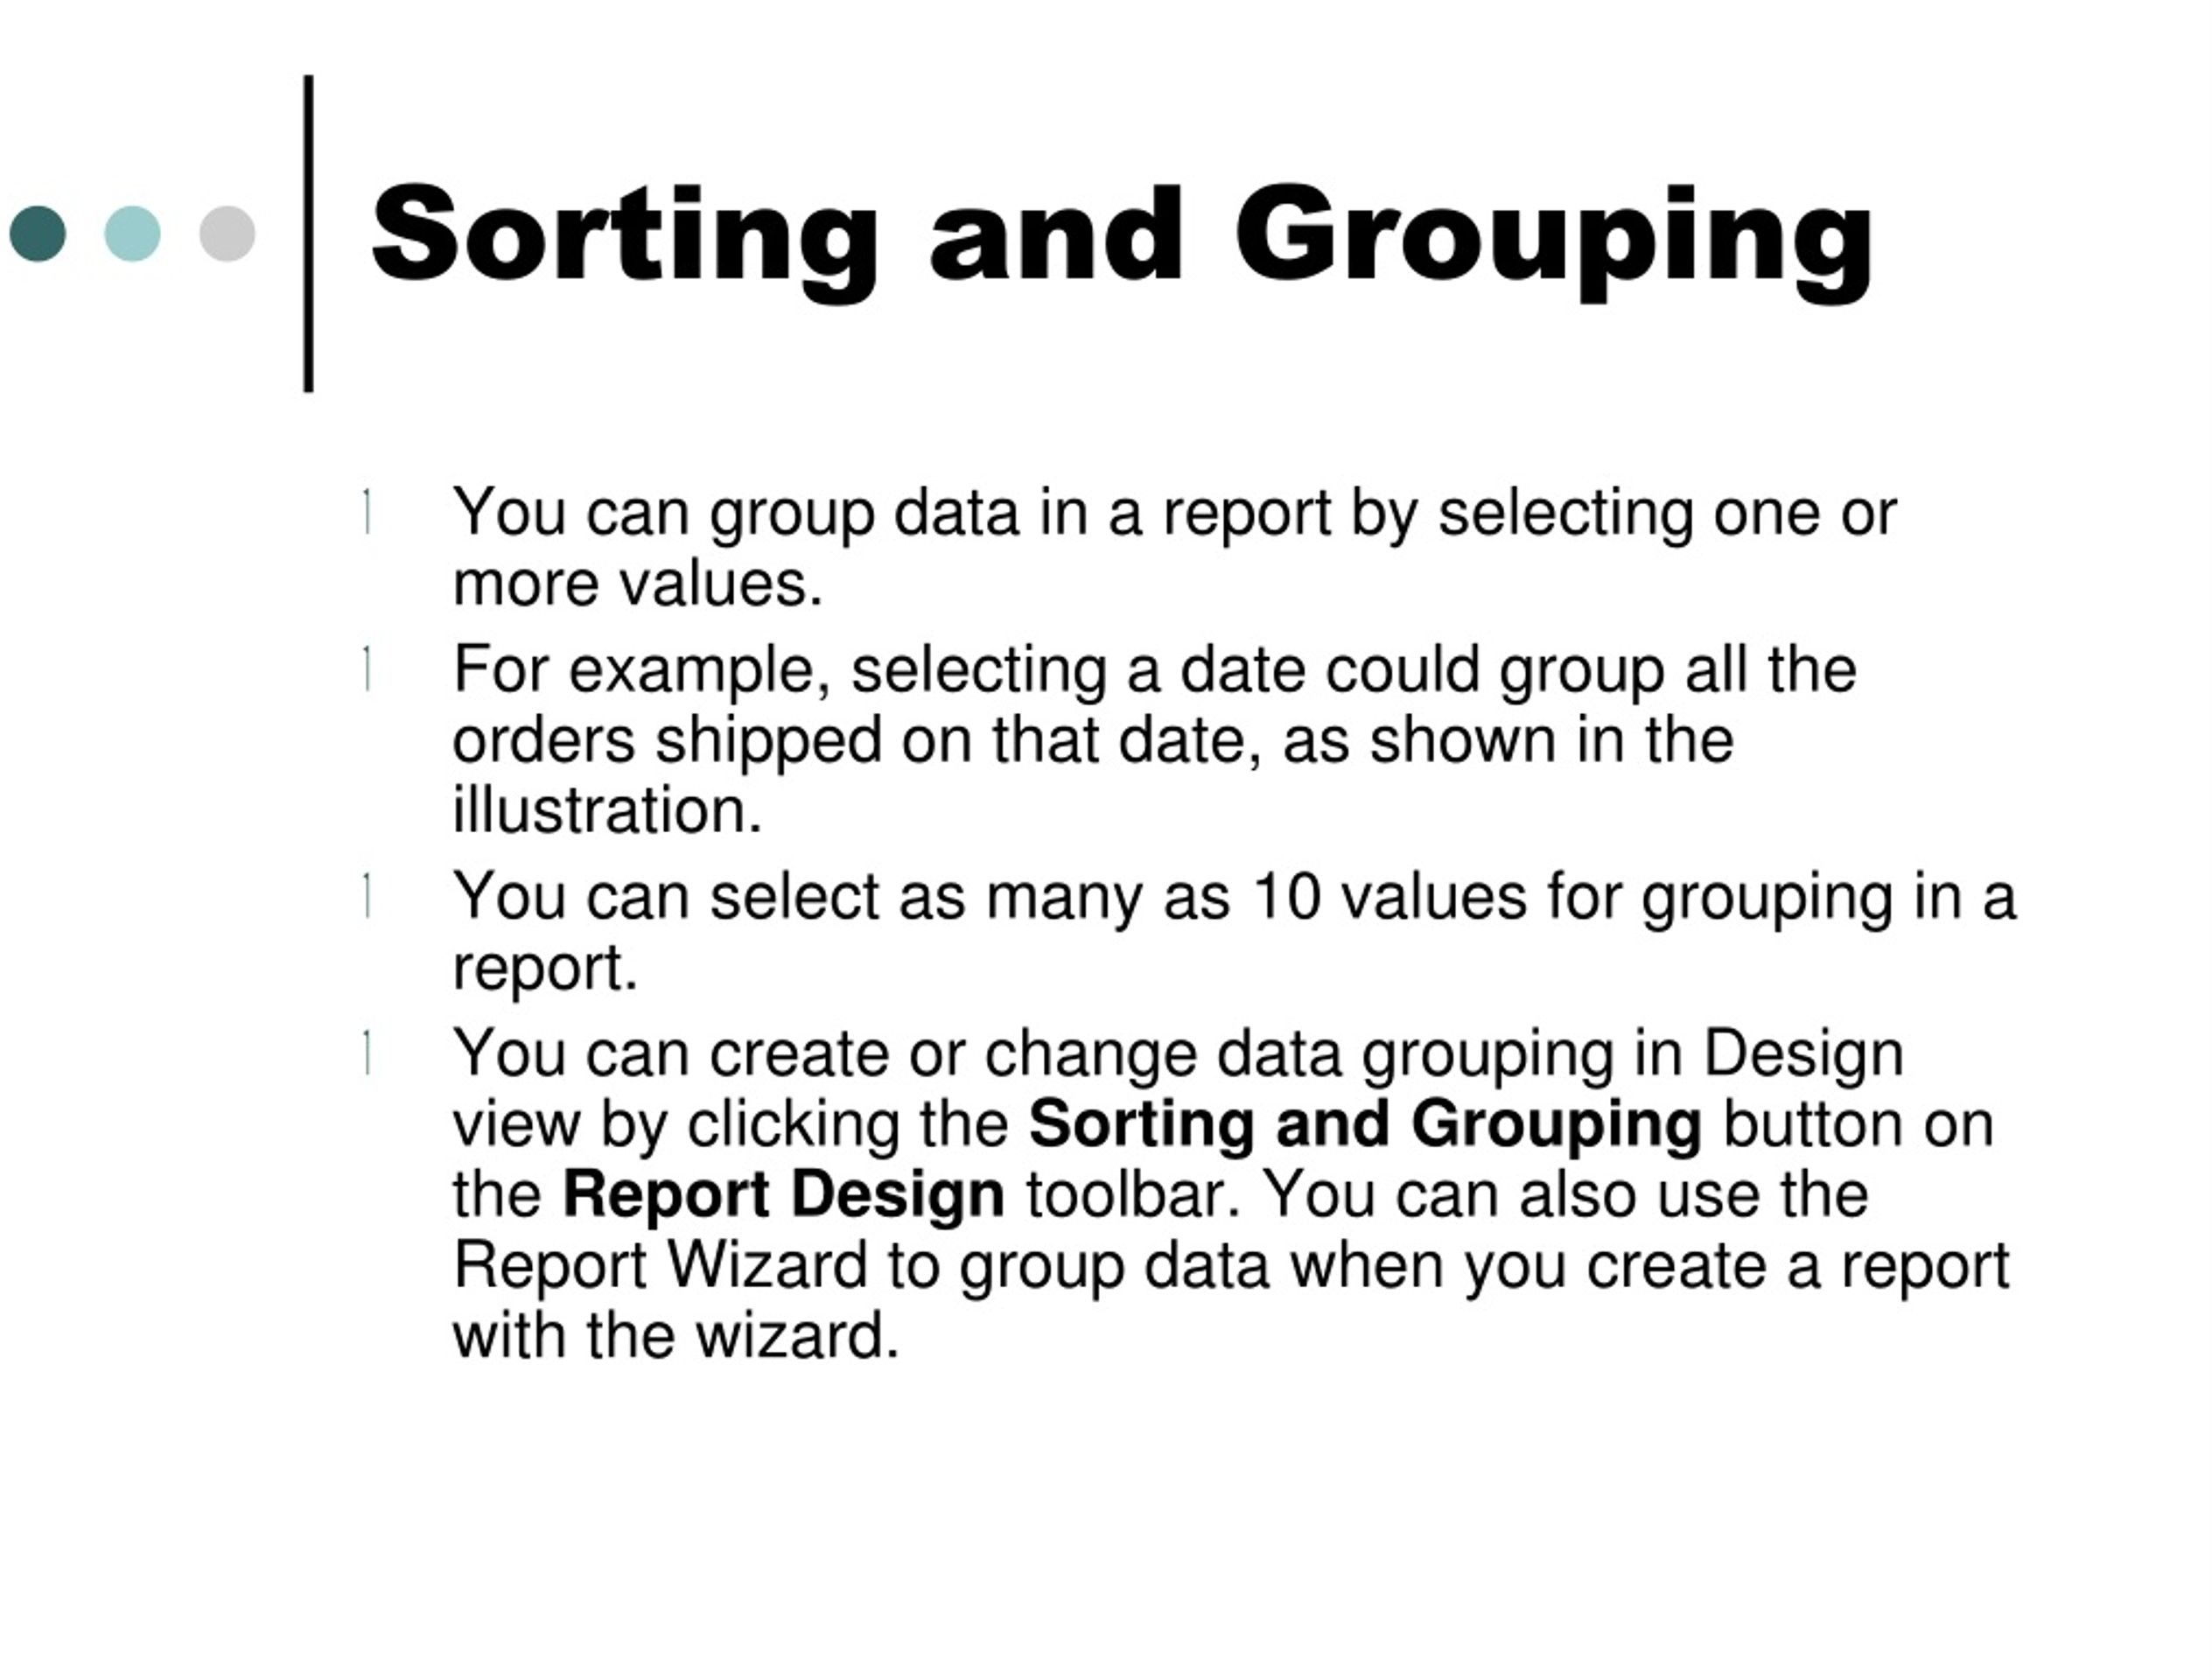 Sorting and Grouping
You can group data in a report by selecting one or
more values.
For example, selecting a date could group all the
orders shipped on that date, as shown in the
illustration.
You can select as many as 10 values for grouping in a
report.
You can create or change data grouping in Design
view by clicking the Sorting and Grouping button on
the Report Design toolbar. You can also use the
Report Wizard to group data when you create a report
with the wizard.